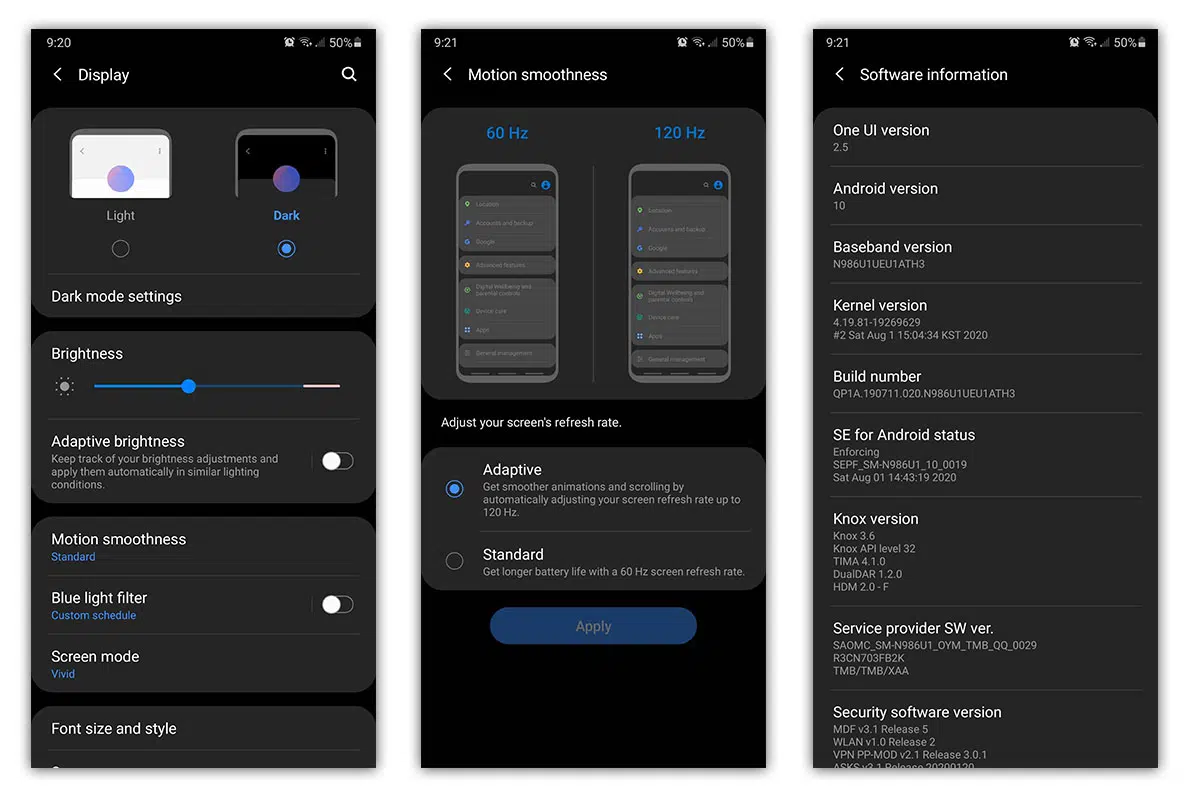 9:20
50%
Display
Light
Dark
Dark mode settings
Brightness
Adaptive brightness
Keep track of your brightness adjustments and
apply them automatically in similar lighting
conditions.
Motion smoothness
Standard
Blue light filter
Custom schedule
Screen mode
Vivid
Font size and style
9:21
50%
Motion smoothness
60 Hz
120 Hz
Location
Accounts and backup
Google
Advanced features
Digital Wellbeing and
parental controls
Device care
Apps
General management
Location
Accounts and backup
Google
Advanced features
Digital Wellbeing and
parental controls
Device care
Apps
General management
Adjust your screen's refresh rate.
Adaptive
Get smoother animations and scrolling by
automatically adjusting your screen refresh rate up to
120 Hz.
Standard
Get longer battery life with a 60 Hz screen refresh rate.
Apply
9:21
50%
Software information
One UI version
2.5
Android version
10
Baseband version
N986U1UEU1ATH3
Kernel version
4.19.81-19269629
#2 Sat Aug 1 15:04:34 KST 2020
Build number
QP1A.190711.020.N986U1UEU1ATH3
SE for Android status
Enforcing
SEPF_SM-N986U1_10_0019
Sat Aug 01 14:43:19 2020
Knox version
Knox 3.6
Knox API level 32
TIMA 4.1.0
DualDAR 1.2.0
HDM 2.0 - F
Service provider SW ver.
SAOMC_SM-N986U1_OYM_TMB_QQ_0029
R3CN703FB2K
TMB/TMB/XAA
Security software version
MDF v3.1 Release 5
WLAN v1.0 Release 2
VPN PP-MOD v2.1 Release 3.0.1
ASKS v3.1 Release 20200120